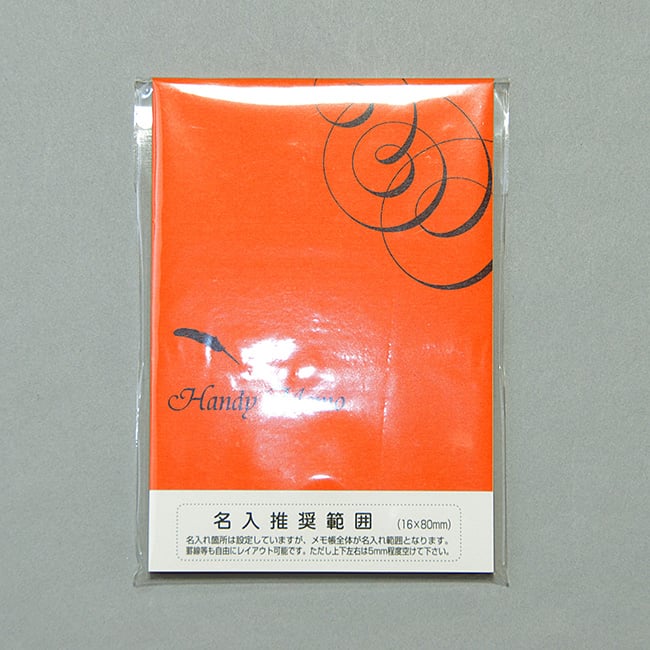 Handy Memo
名入推奨範囲 (16×80mm)
名入れ箇所は設定していますが、メモ帳全体が名入れ範囲となります。
罫線等も自由にレイアウト可能です。ただし上下左右は5mm程度空けて下さい。